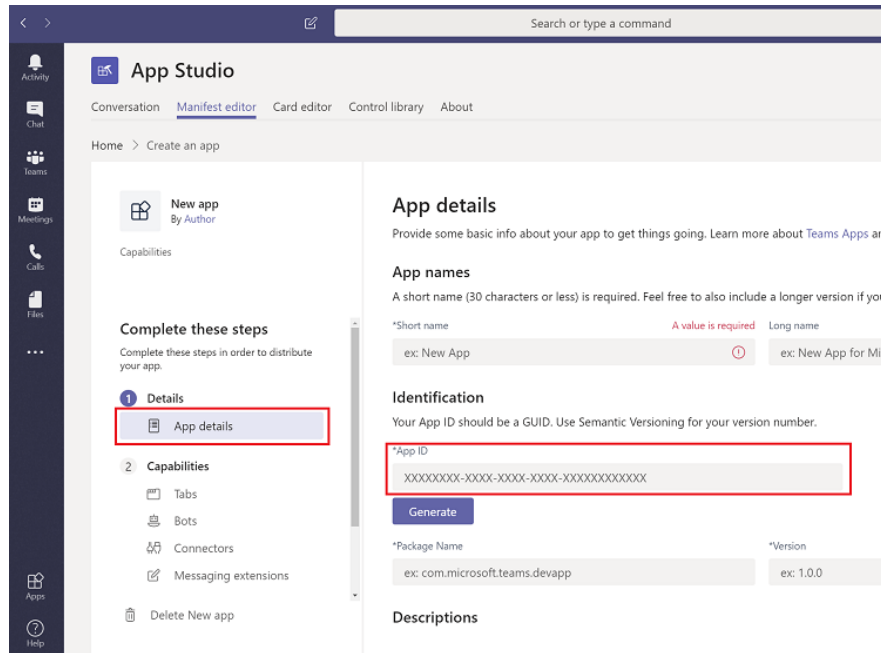 Search or type a command
Activity
Chat
Teams
Meetings
Calls
Files
Apps
Help
App Studio
Conversation Manifest editor Card editor Control library About
Home > Create an app
New app
By Author
Capabilities
Complete these steps
Complete these steps in order to distribute
your app.
1 Details
App details
2 Capabilities
Tabs
Bots
Connectors
Messaging extensions
Delete New app
App details
Provide some basic info about your app to get things going. Learn more about Teams Apps
App names
A short name (30 characters or less) is required. Feel free to also include a longer version if
*Short name A value is required Long name
ex: New App ex: New App for
Identification
Your App ID should be a GUID. Use Semantic Versioning for your version number.
*App ID
XXXXXXXX-XXXX-XXXX-XXXX-XXXXXXXXXXXX
Generate
*Package Name *Version
ex: com.microsoft.teams.devapp ex: 1.0.0
Descriptions